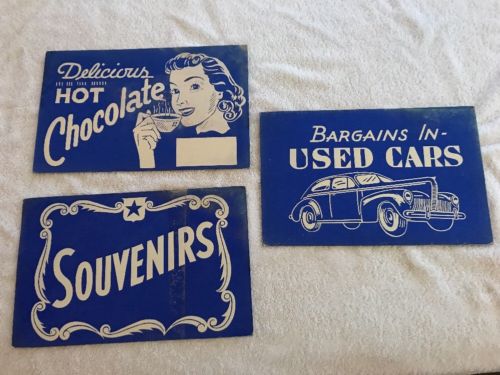 Delicious
HOT
Chocolate
BARGAINS IN-
USED CARS
SOUVENIRS